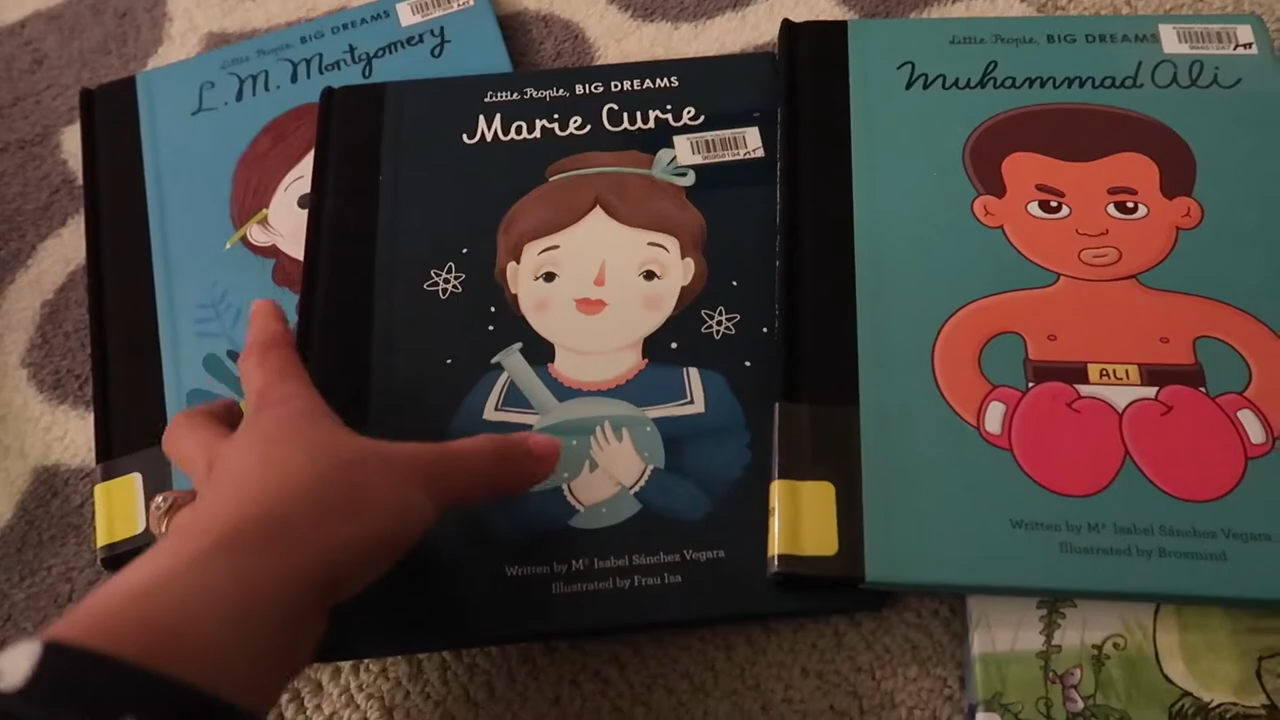 Little People, BIG DREAMS
L.M. Montgomery
Little People, BIG DREAMS
Marie Curie
Written by Mª Isabel Sánchez Vegara
Illustrated by Frau Isa
Little People, BIG DREAMS
Muhammad Ali
ALI
Written by Mª Isabel Sánchez Vegara
Illustrated by Brosmind